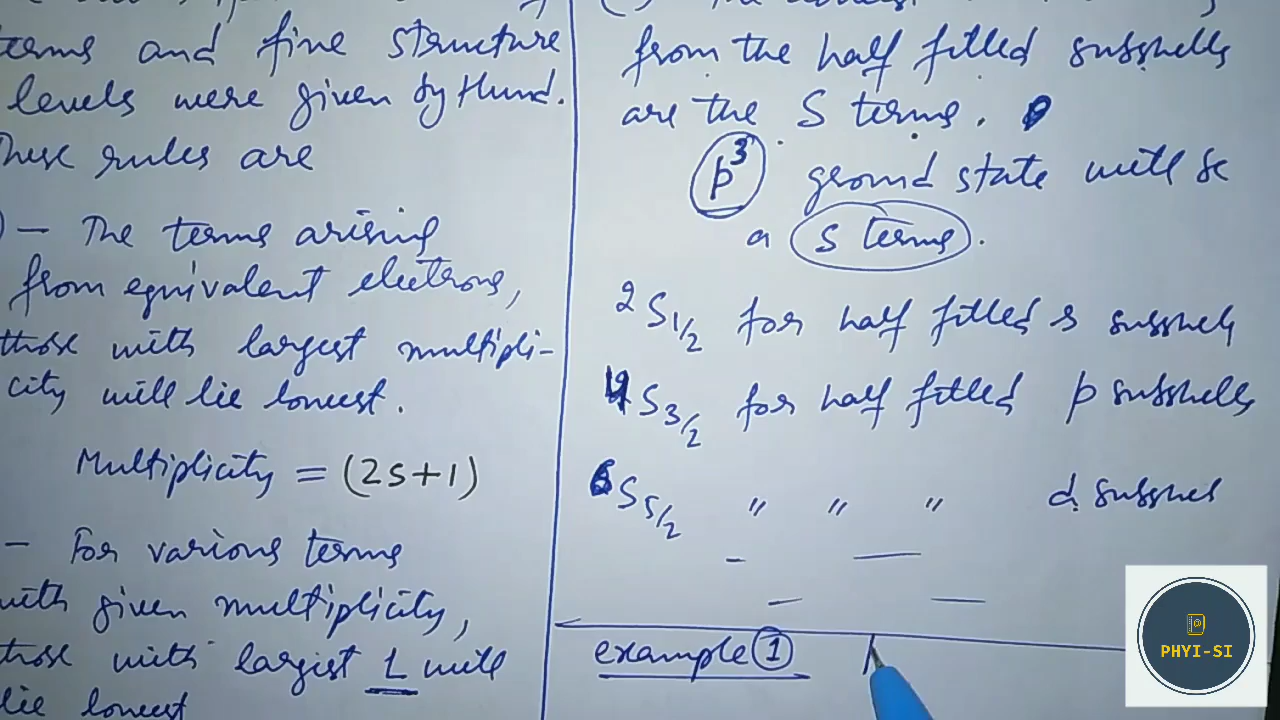 terms and fine structure
levels were given by Hund.
These rules are
— The terms arising
from equivalent electrons,
those with largest multipli-
city will lie lowest.
Multiplicity = (2S+1)
— For various terms
with given multiplicity,
those with largest L will
lie lowest
from the half filled subshells
are the S terms.
p³ ground state will be
a S terms.
²S₁/₂ for half filled s subshels
⁴S₃/₂ for half filled p subshells
⁶S₅/₂ " " " d subshel
— —
— —
example ①
PHYI-SI